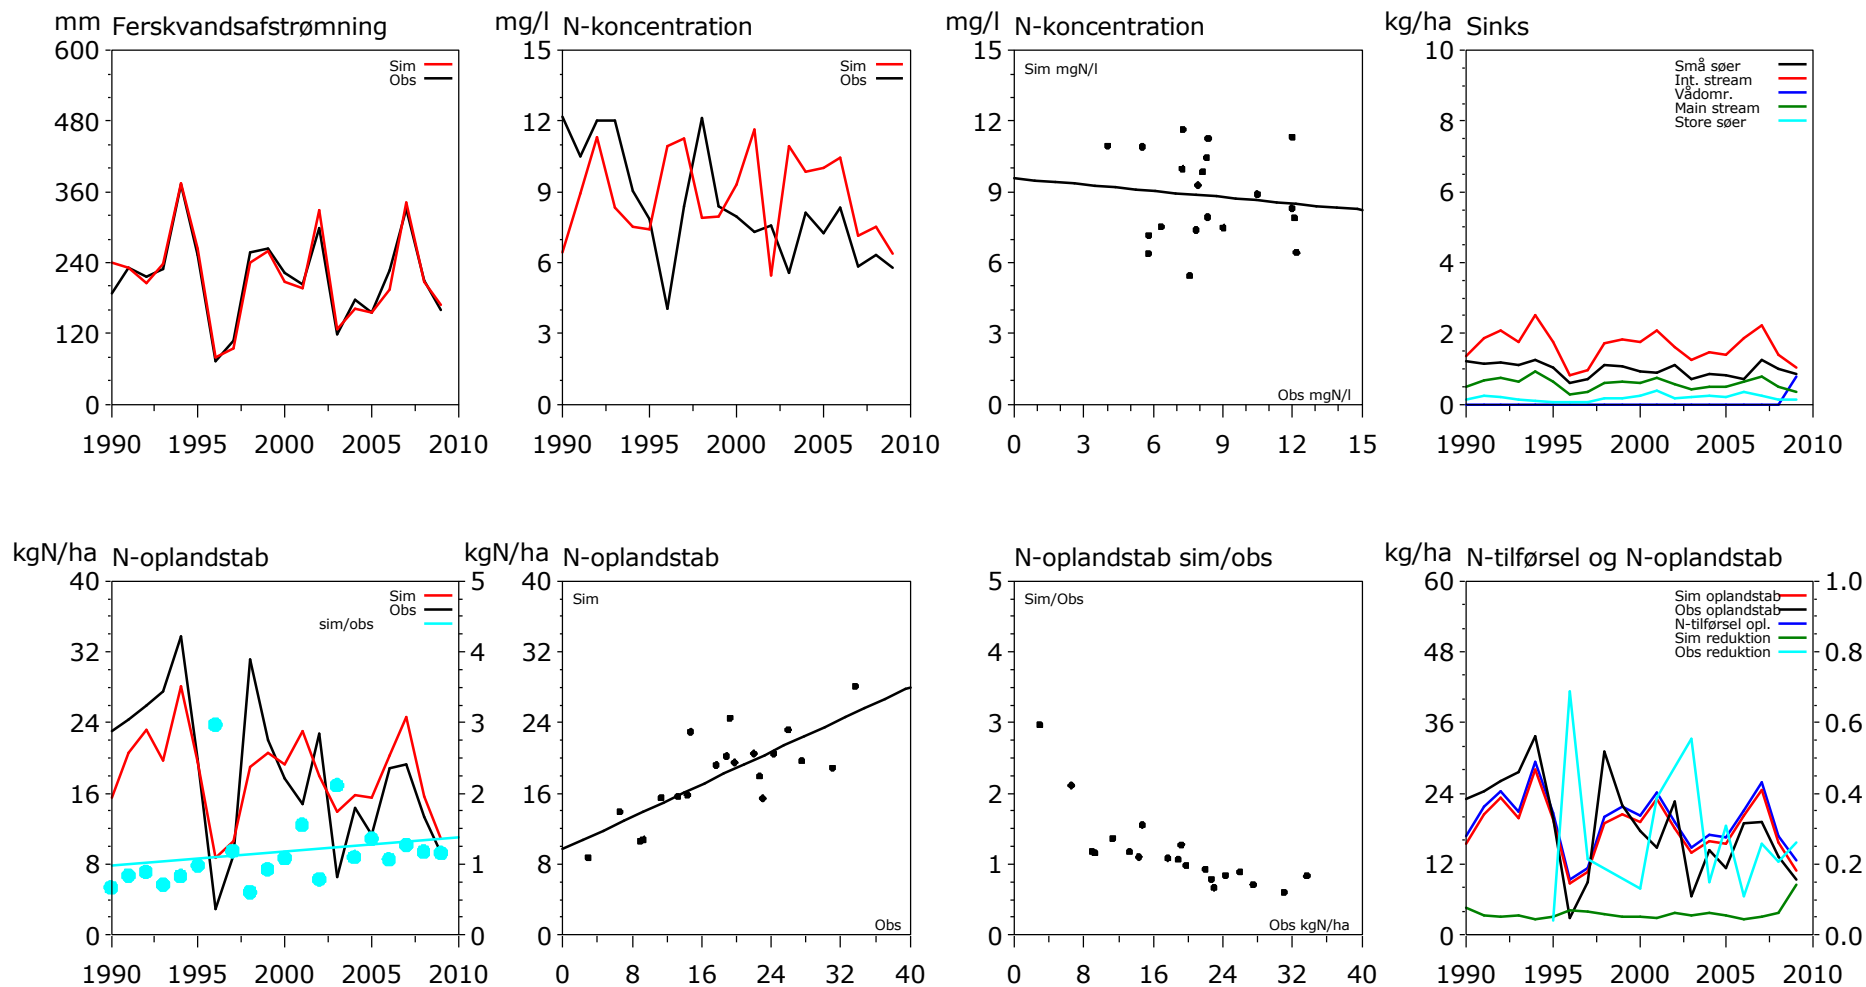 mm Ferskvandsafstrømning
600
480
360
240
120
0
Sim
Obs
1990 1995 2000 2005 2010
mg/l N-koncentration
15
12
9
6
3
0
Sim
Obs
1990 1995 2000 2005 2010
mg/l N-koncentration
15
12
9
6
3
0
Sim mgN/l
Obs mgN/l
0 3 6 9 12 15
kg/ha Sinks
10
8
6
4
2
0
Små søer
Int. stream
Vådomr.
Main stream
Store søer
1990 1995 2000 2005 2010
kgN/ha N-oplandstab
40
32
24
16
8
0
Sim
Obs
sim/obs
5
4
3
2
1
0
1990 1995 2000 2005 2010
kgN/ha N-oplandstab
40
32
24
16
8
0
Sim
Obs
0 8 16 24 32 40
N-oplandstab sim/obs
5
4
3
2
1
0
Sim/Obs
Obs kgN/ha
0 8 16 24 32 40
kg/ha N-tilførsel og N-oplandstab
60
48
36
24
12
0
Sim oplandstab
Obs oplandstab
N-tilførsel opl.
Sim reduktion
Obs reduktion
1.0
0.8
0.6
0.4
0.2
0.0
1990 1995 2000 2005 2010